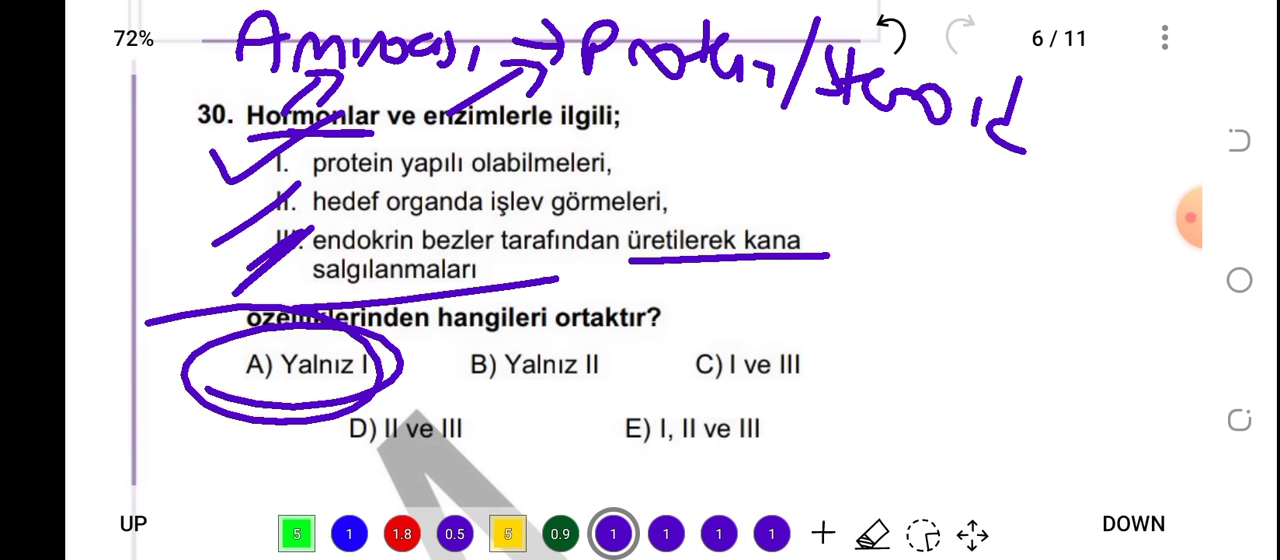 72%
6 / 11
→ Protein/Steroid
30. Hormonlar ve enzimlerle ilgili;
I. protein yapılı olabilmeleri,
II. hedef organda işlev görmeleri,
III. endokrin bezler tarafından üretilerek kana
salgılanmaları
özelliklerinden hangileri ortaktır?
A) Yalnız I B) Yalnız II C) I ve III
D) II ve III E) I, II ve III
UP 5 1 1.8 0.5 5 0.9 1 1 1 1 DOWN